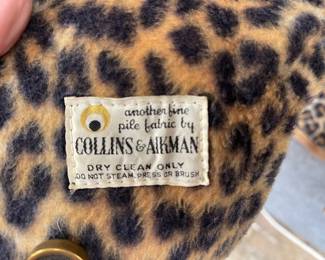 another fine
pile fabric by
COLLINS & AIKMAN
DRY CLEAN ONLY
DO NOT STEAM, PRESS OR BRUSH